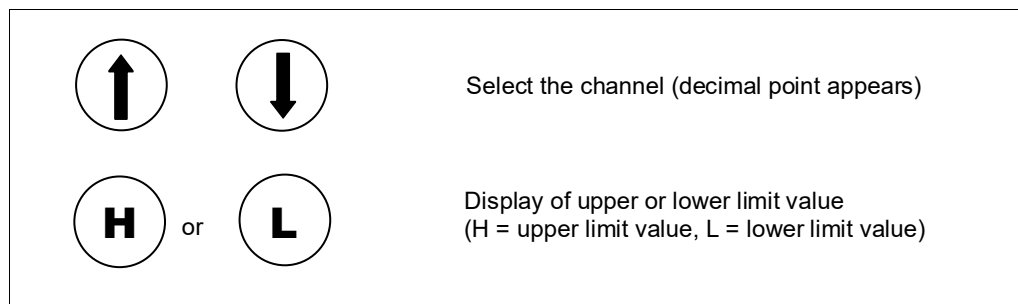 Select the channel (decimal point appears)
H or L
Display of upper or lower limit value
(H = upper limit value, L = lower limit value)